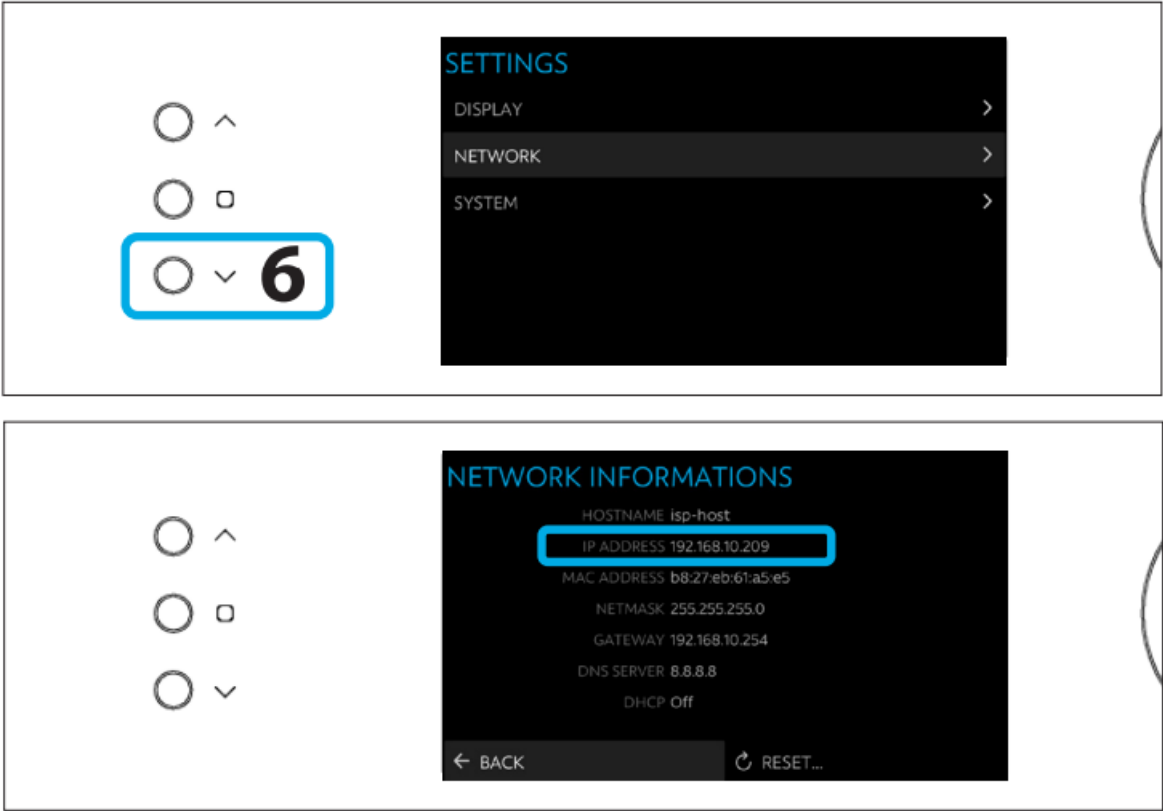 SETTINGS
DISPLAY
NETWORK
SYSTEM
6
NETWORK INFORMATIONS
HOSTNAME isp-host
IP ADDRESS 192.168.10.209
MAC ADDRESS b8:27:eb:61:a5:e5
NETMASK 255.255.255.0
GATEWAY 192.168.10.254
DNS SERVER 8.8.8.8
DHCP Off
BACK
RESET...